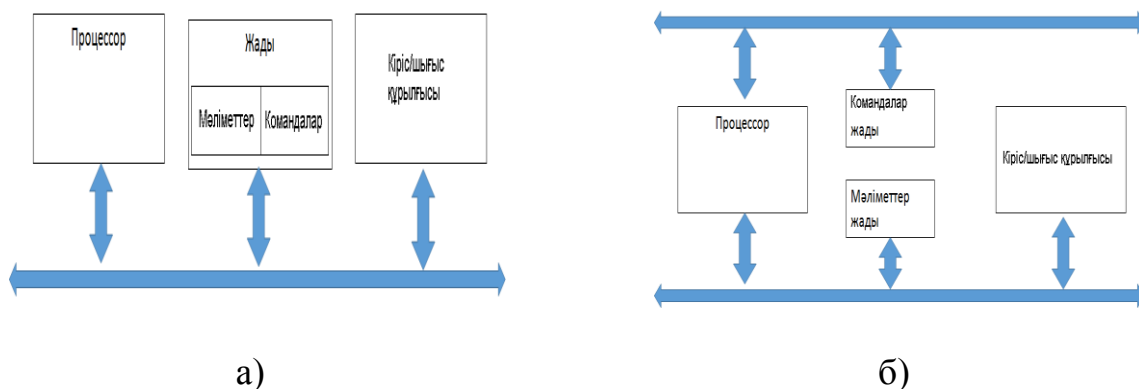 Процессор
Жады
Мәліметтер
Командалар
Кіріс/шығыс
құрылғысы
а)
Процессор
Командалар
жады
Мәліметтер
жады
Кіріс/шығыс құрылғысы
б)